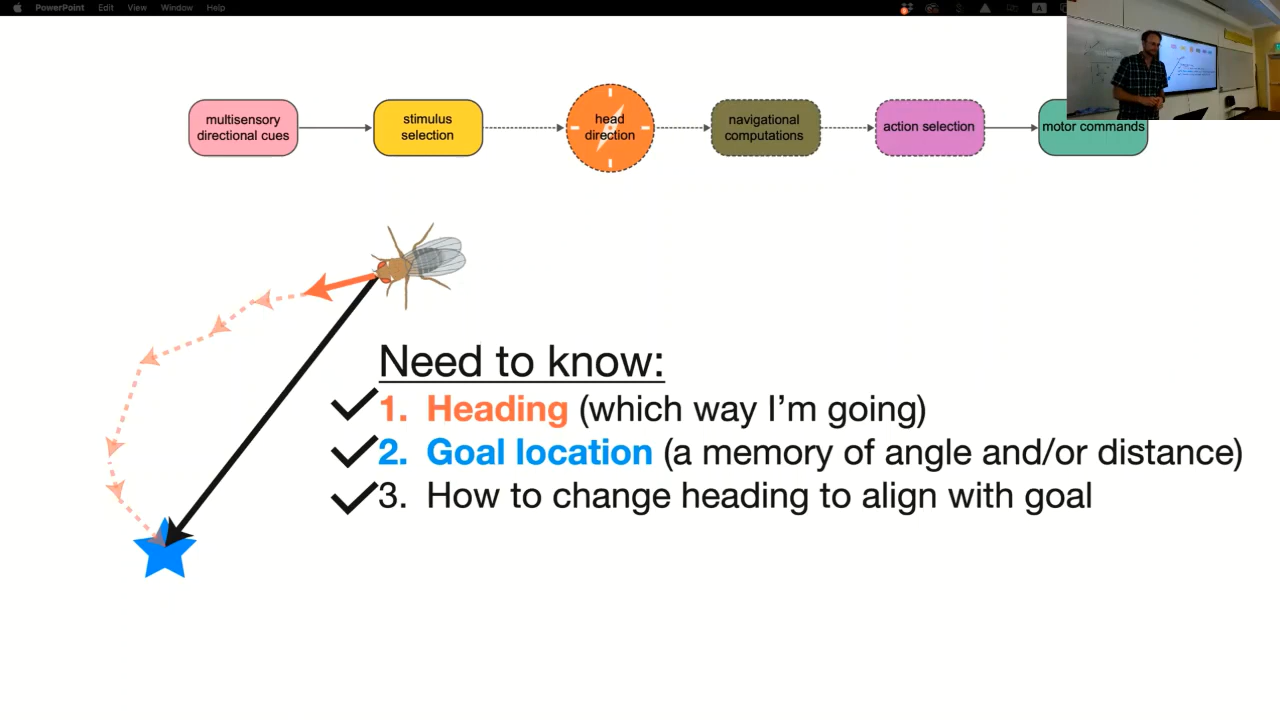 PowerPoint Edit View Window Help
multisensory
directional cues
stimulus
selection
head
direction
navigational
computations
action selection
motor commands
Need to know:
1. Heading (which way I'm going)
2. Goal location (a memory of angle and/or distance)
3. How to change heading to align with goal